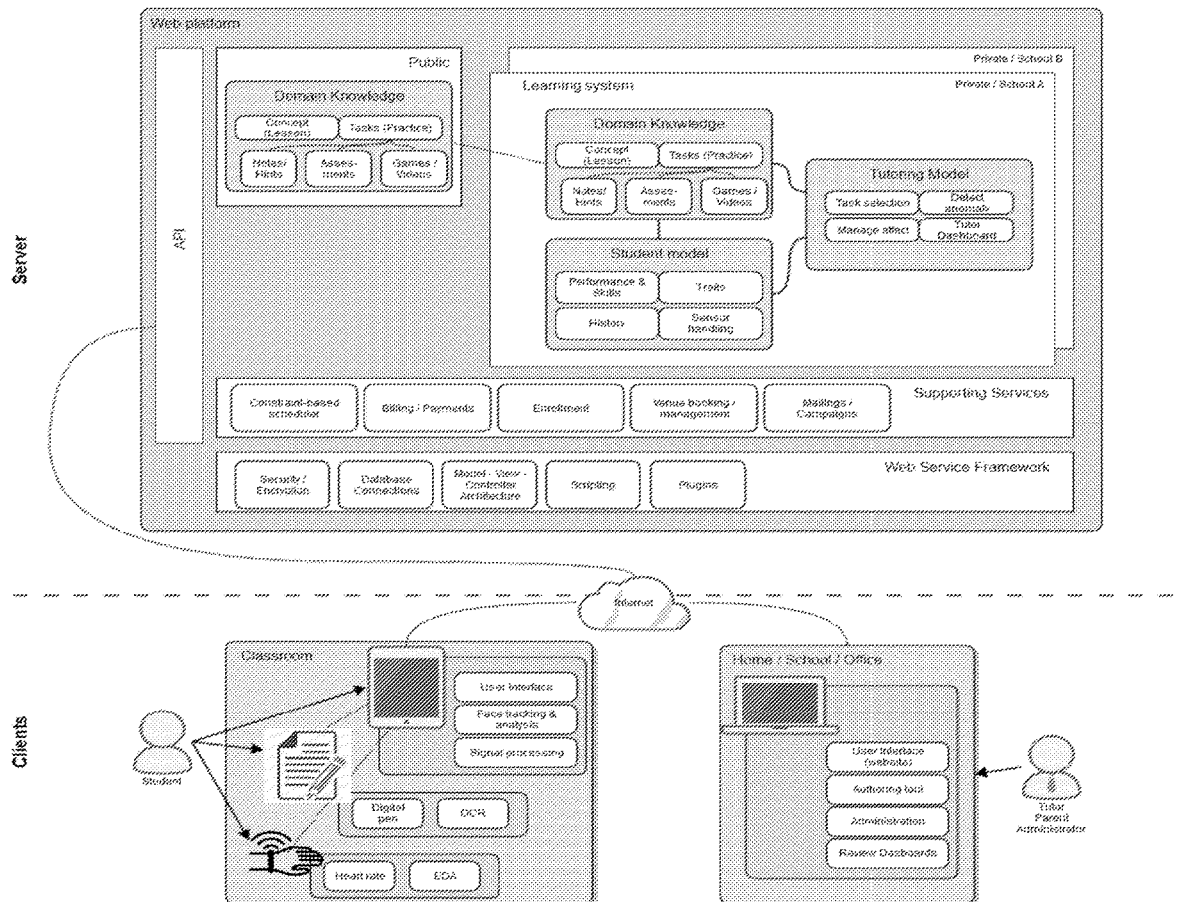 Web platform
Server
API
Public
Domain Knowledge
Concept
(Lesson)
Tasks (Practice)
Notes/
Hints
Asses-
ments
Games /
Videos
Private / School B
Private / School A
Learning system
Domain Knowledge
Concept
(Lesson)
Tasks (Practice)
Notes/
Hints
Asses-
ments
Games /
Videos
Tutoring Model
Task selection
Detect
anomaly
Manage affect
Tutor
Dashboard
Student model
Performance &
Skills
Traits
History
Sensor
handling
Supporting Services
Constraint-based
scheduler
Billing / Payments
Enrollment
Venue booking /
management
Mailings /
Campaigns
Web Service Framework
Security /
Encryption
Database
Connections
Model - View -
Controller
Architecture
Scripting
Plugins
Internet
Clients
Classroom
Student
User Interface
Face tracking &
analysis
Signal processing
Digital
pen
OCR
Heart rate
EDA
Home / School / Office
User Interface
(website)
Authoring tool
Administration
Review Dasboards
Tutor
Parent
Administrator